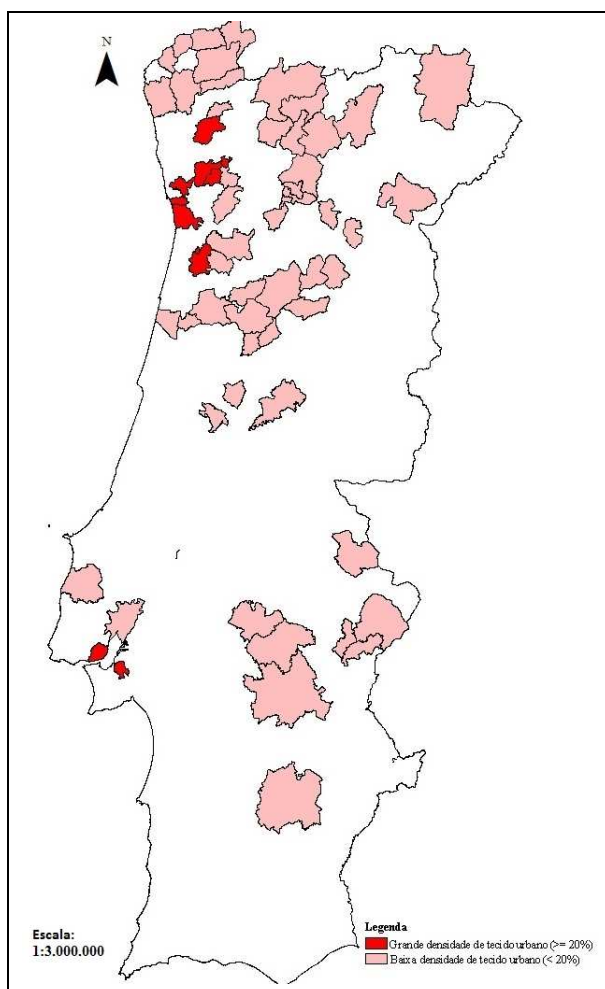 N
Escala:
1:3.000.000
Legenda
Grande densidade de tecido urbano (>= 20%)
Baixa densidade de tecido urbano (< 20%)